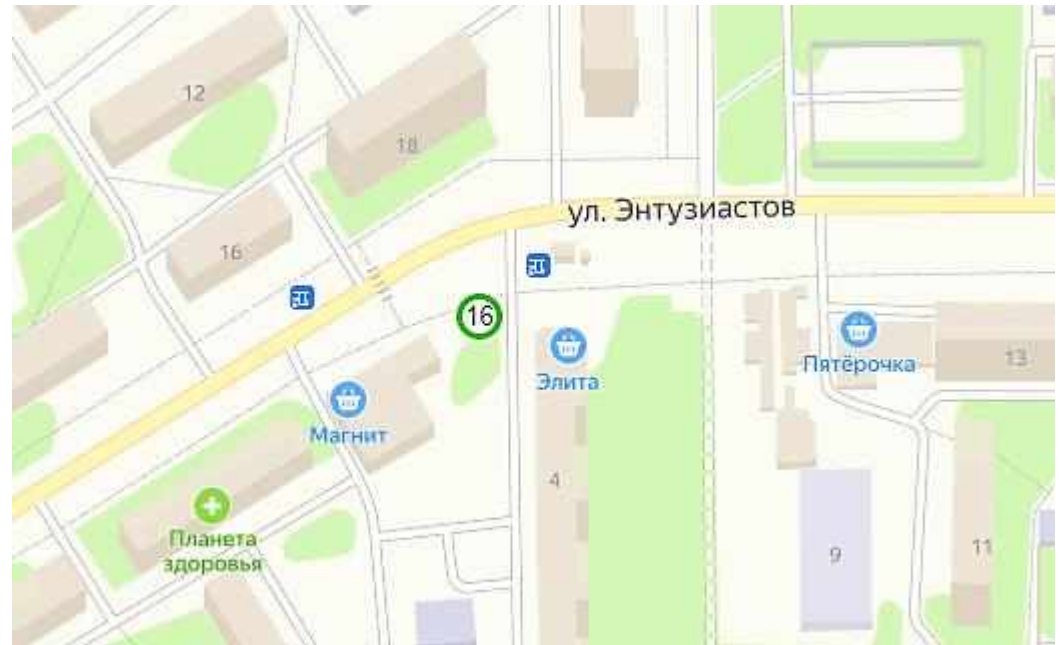 12
18
ул. Энтузиастов
16
16
Элита
Пятёрочка
13
Магнит
4
Планета
здоровья
9
11